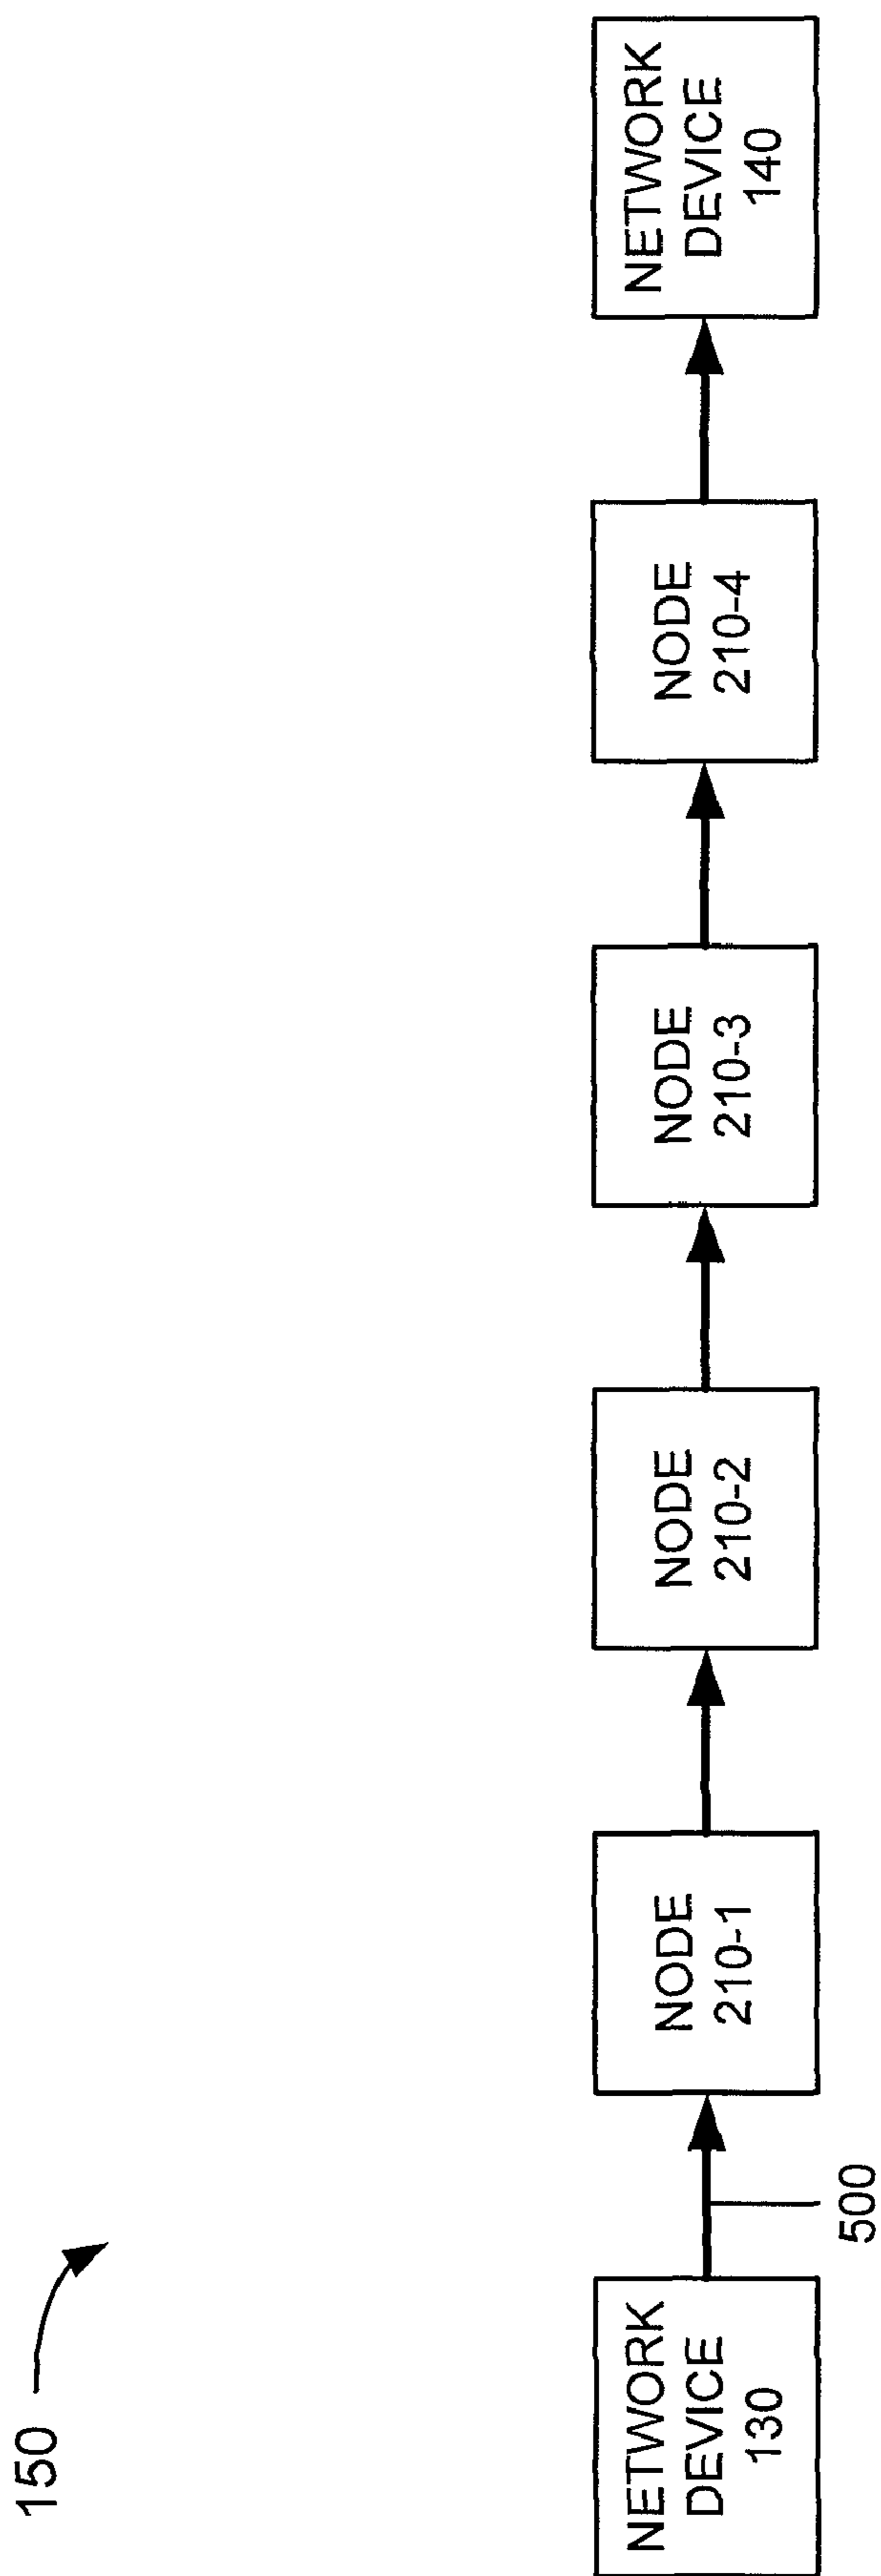 150
NETWORK
DEVICE
130
500
NODE
210-1
NODE
210-2
NODE
210-3
NODE
210-4
NETWORK
DEVICE
140